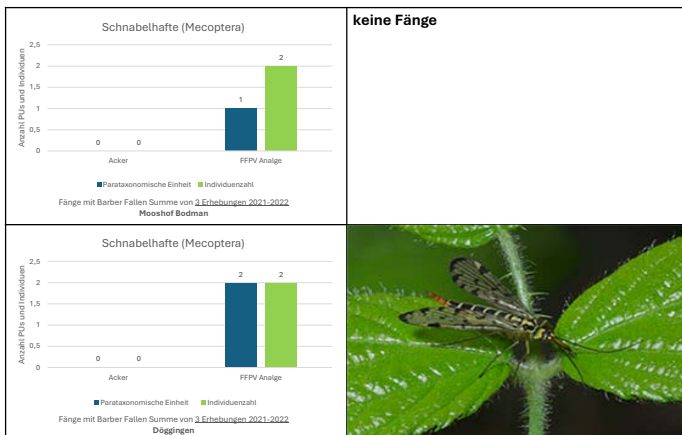 Schnabelhafte (Mecoptera)
Anzahl PUs und Individuen
2,5
2
1,5
1
0,5
0
0
0
1
2
Acker
FFPV Analge
Parataxonomische Einheit
Individuenzahl
Fänge mit Barber Fallen Summe von 3 Erhebungen 2021-2022
Mooshof Bodman
keine Fänge
Schnabelhafte (Mecoptera)
Anzahl PUs und Individuen
2,5
2
1,5
1
0,5
0
0
0
2
2
Acker
FFPV Analge
Parataxonomische Einheit
Individuenzahl
Fänge mit Barber Fallen Summe von 3 Erhebungen 2021-2022
Döggingen